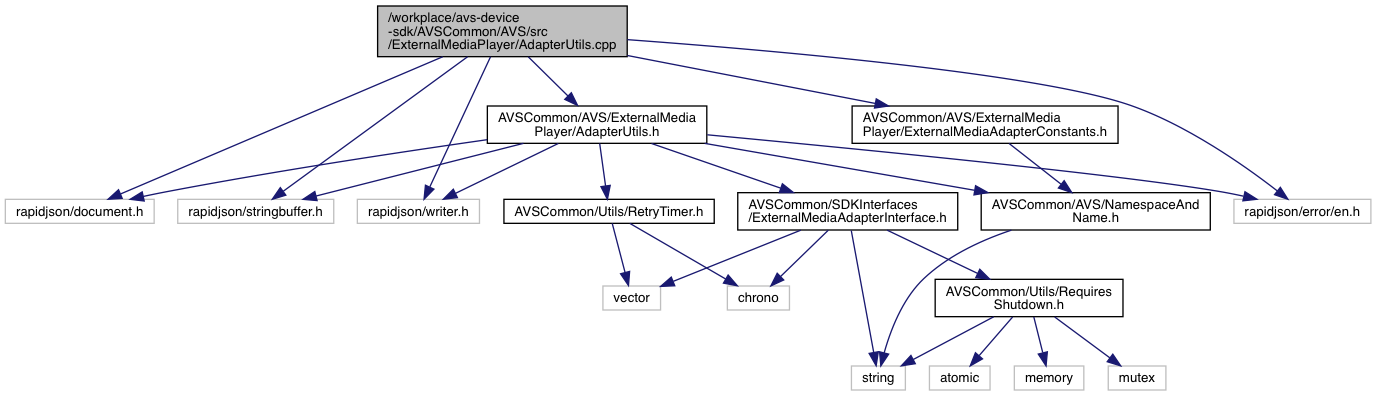 /workplace/avs-device
-sdk/AVSCommon/AVS/src
/ExternalMediaPlayer/AdapterUtils.cpp
AVSCommon/AVS/ExternalMedia
Player/AdapterUtils.h
AVSCommon/AVS/ExternalMedia
Player/ExternalMediaAdapterConstants.h
rapidjson/document.h
rapidjson/stringbuffer.h
rapidjson/writer.h
AVSCommon/Utils/RetryTimer.h
AVSCommon/SDKInterfaces
/ExternalMediaAdapterInterface.h
AVSCommon/AVS/NamespaceAnd
Name.h
rapidjson/error/en.h
vector
chrono
AVSCommon/Utils/Requires
Shutdown.h
string
atomic
memory
mutex